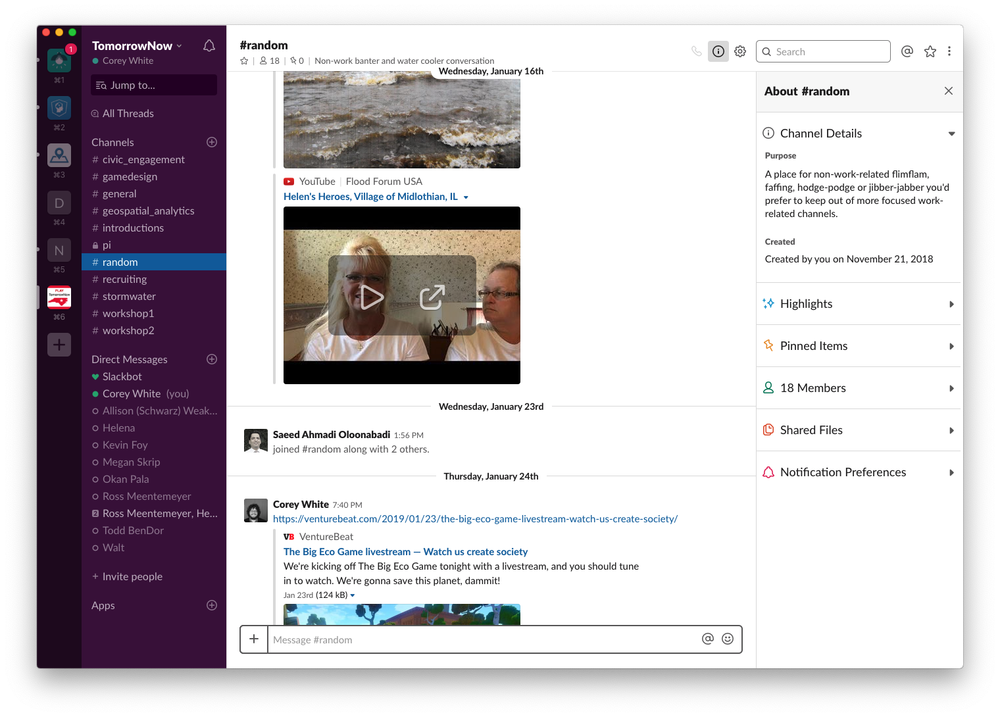 1
⌘1
⌘2
⌘3
D
⌘4
N
⌘5
PLAY
TomorrowNow
⌘6
TomorrowNow
Corey White
Jump to...
All Threads
Channels
# civic_engagement
# gamedesign
# general
# geospatial_analytics
# introductions
pi
# random
# recruiting
# stormwater
# workshop1
# workshop2
Direct Messages
Slackbot
Corey White (you)
Allison (Schwarz) Weak...
Helena
Kevin Foy
Megan Skrip
Okan Pala
Ross Meentemeyer
2 Ross Meentemeyer, He...
Todd BenDor
Walt
+ Invite people
Apps
#random
| 18 | 0 | Non-work banter and water cooler conversation
Search
Wednesday, January 16th
YouTube | Flood Forum USA
Helen's Heroes, Village of Midlothian, IL
Wednesday, January 23rd
Saeed Ahmadi Oloonabadi 1:56 PM
joined #random along with 2 others.
Thursday, January 24th
Corey White 7:40 PM
https://venturebeat.com/2019/01/23/the-big-eco-game-livestream-watch-us-create-society/
VB VentureBeat
The Big Eco Game livestream — Watch us create society
We're kicking off The Big Eco Game tonight with a livestream, and you should tune
in to watch. We're gonna save this planet, dammit!
Jan 23rd (124 kB)
+ Message #random @
About #random
Channel Details
Purpose
A place for non-work-related flimflam,
faffing, hodge-podge or jibber-jabber you'd
prefer to keep out of more focused work-
related channels.
Created
Created by you on November 21, 2018
Highlights
Pinned Items
18 Members
Shared Files
Notification Preferences